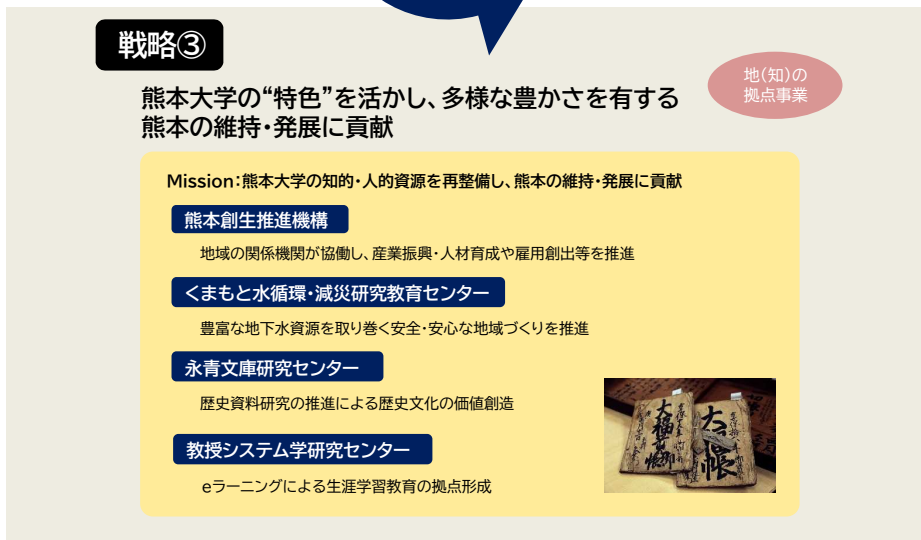 戦略③
地(知)の
拠点事業
熊本大学の“特色”を活かし、多様な豊かさを有する
熊本の維持・発展に貢献
Mission:熊本大学の知的・人的資源を再整備し、熊本の維持・発展に貢献
熊本創生推進機構
地域の関係機関が協働し、産業振興・人材育成や雇用創出等を推進
くまもと水循環・減災研究教育センター
豊富な地下水資源を取り巻く安全・安心な地域づくりを推進
永青文庫研究センター
歴史資料研究の推進による歴史文化の価値創造
教授システム学研究センター
eラーニングによる生涯学習教育の拠点形成